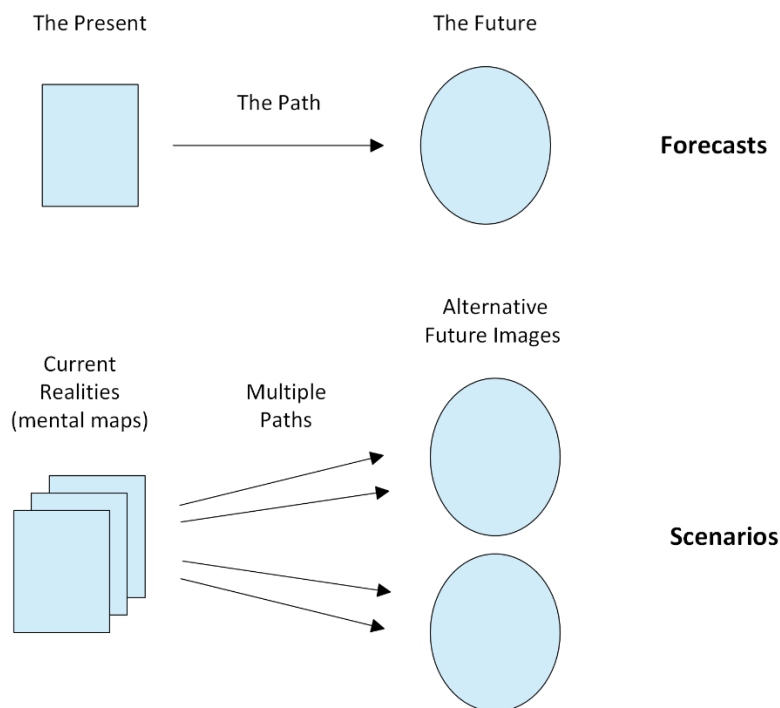 The Present
The Future
The Path
Forecasts
Alternative
Future Images
Current
Realities
(mental maps)
Multiple
Paths
Scenarios